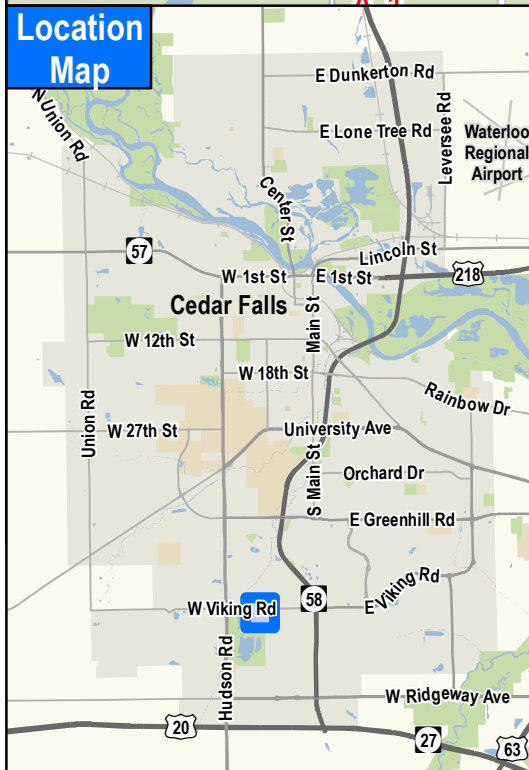 A-1
Location
Map
E Dunkerton Rd
N Union Rd
E Lone Tree Rd
Leversee Rd
Waterloo
Regional
Airport
Center St
57
Lincoln St
W 1st St
E 1st St
218
Cedar Falls
Main St
W 12th St
W 18th St
Rainbow Dr
Union Rd
W 27th St
University Ave
S Main St
Orchard Dr
E Greenhill Rd
W Viking Rd
58
E Viking Rd
Hudson Rd
W Ridgeway Ave
20
27
63